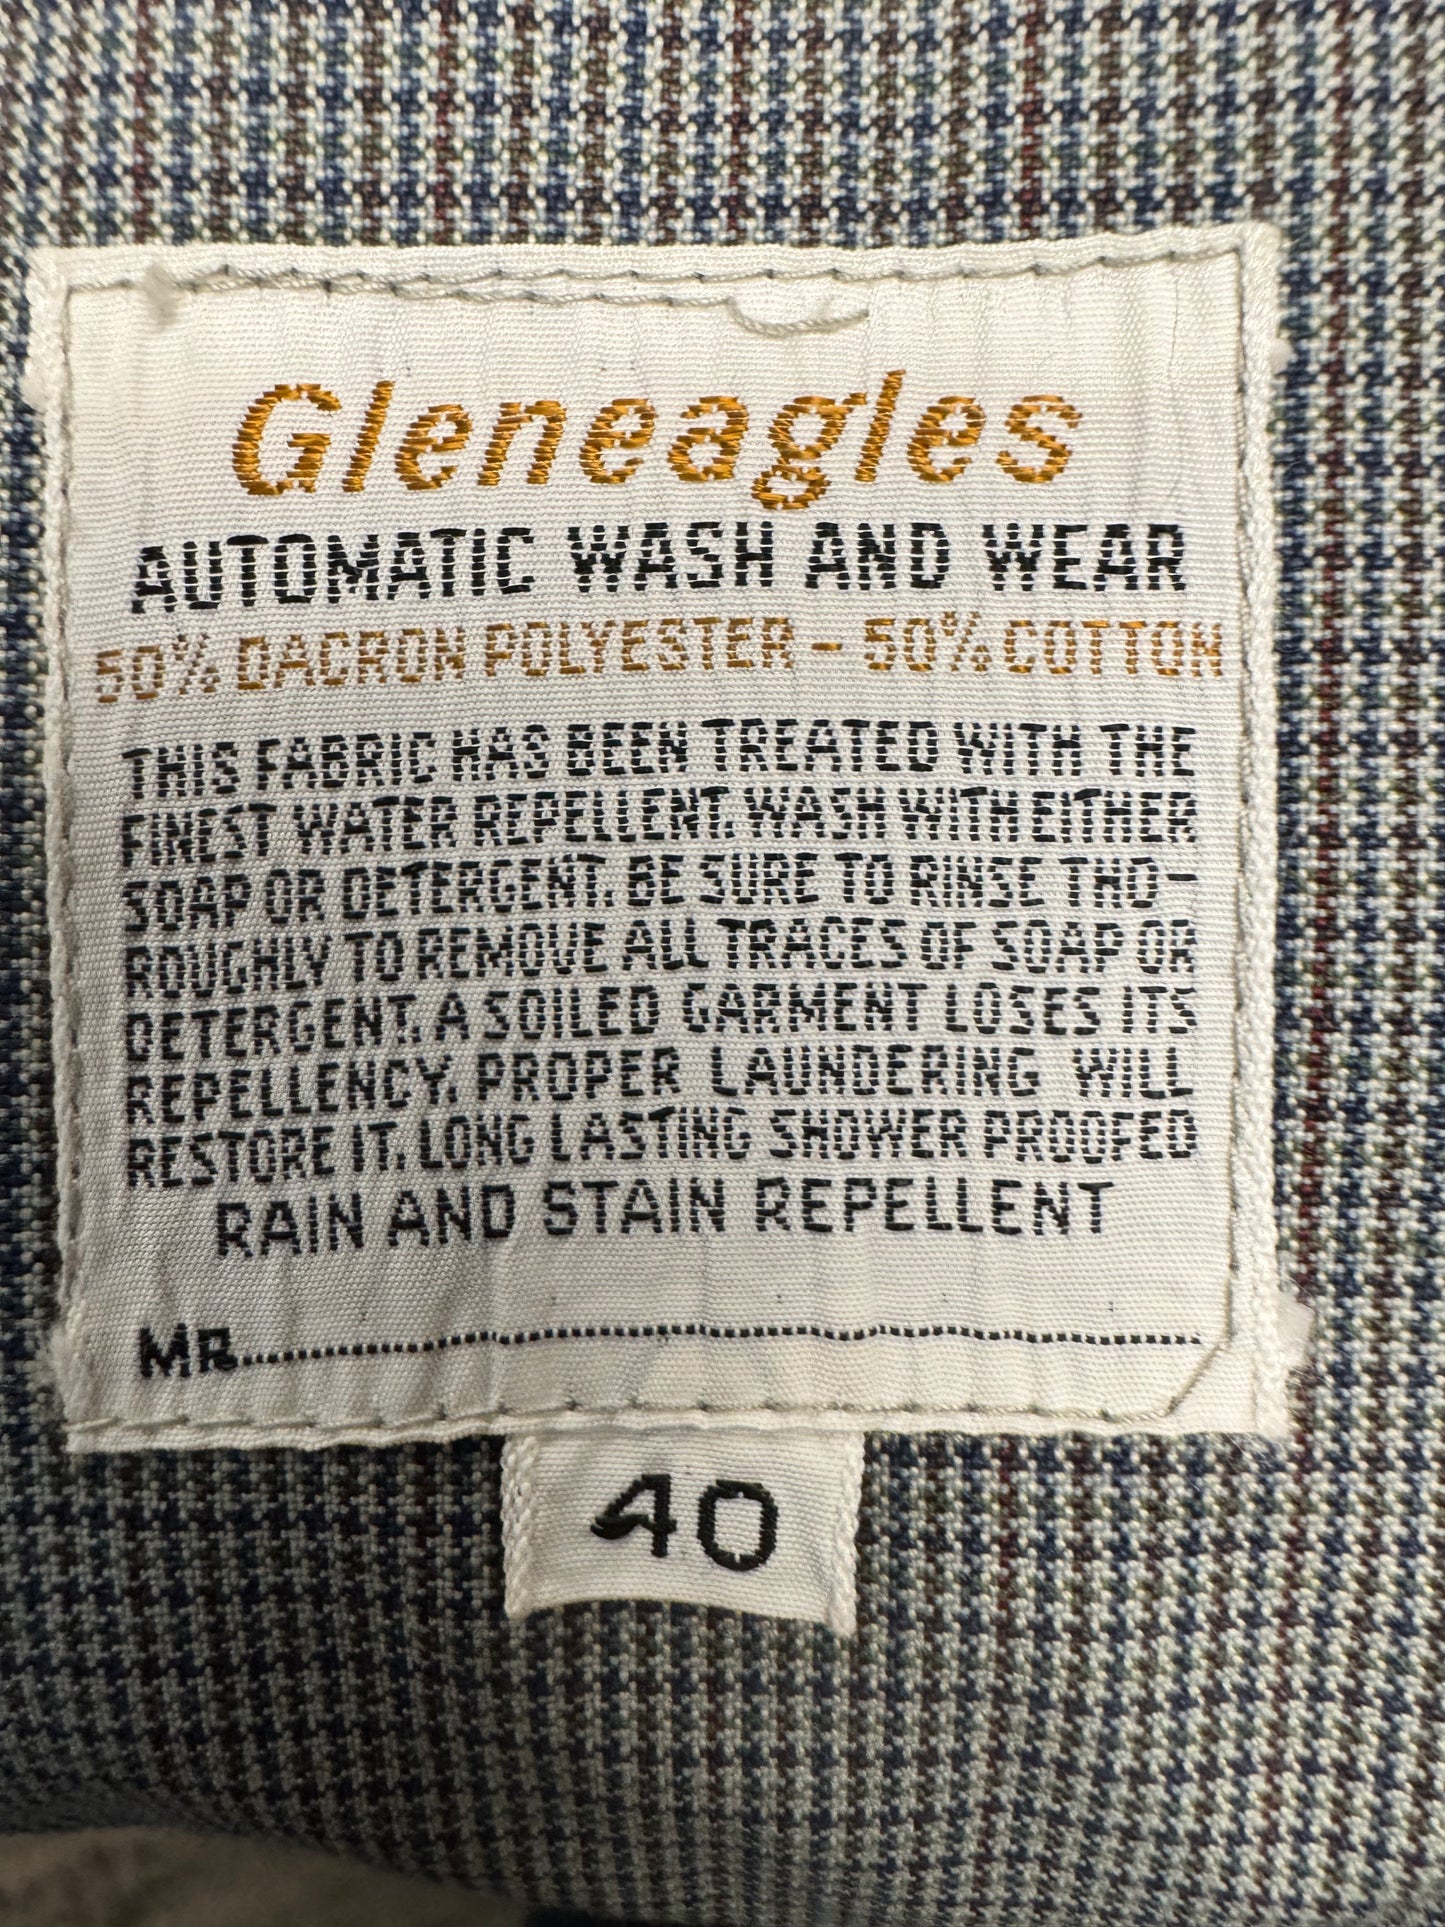 Gleneagles
AUTOMATIC WASH AND WEAR
50% DACRON POLYESTER - 50% COTTON
THIS FABRIC HAS BEEN TREATED WITH THE
FINEST WATER REPELLENT. WASH WITH EITHER
SOAP OR DETERGENT. BE SURE TO RINSE THO-
ROUGHLY TO REMOVE ALL TRACES OF SOAP OR
DETERGENT. A SOILED GARMENT LOSES ITS
REPELLENCY. PROPER LAUNDERING WILL
RESTORE IT. LONG LASTING SHOWER PROOFED
RAIN AND STAIN REPELLENT
MR
40